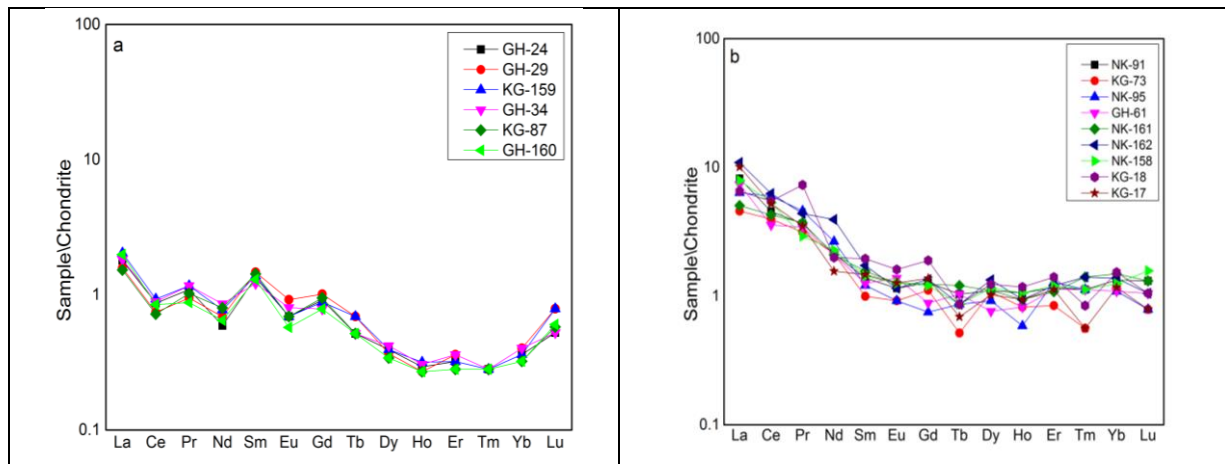 a
100
10
1
0.1
Sample\Chondrite
GH-24
GH-29
KG-159
GH-34
KG-87
GH-160
La Ce Pr Nd Sm Eu Gd Tb Dy Ho Er Tm Yb Lu
b
100
10
1
0.1
Sample\Chondrite
NK-91
KG-73
NK-95
GH-61
NK-161
NK-162
NK-158
KG-18
KG-17
La Ce Pr Nd Sm Eu Gd Tb Dy Ho Er Tm Yb Lu